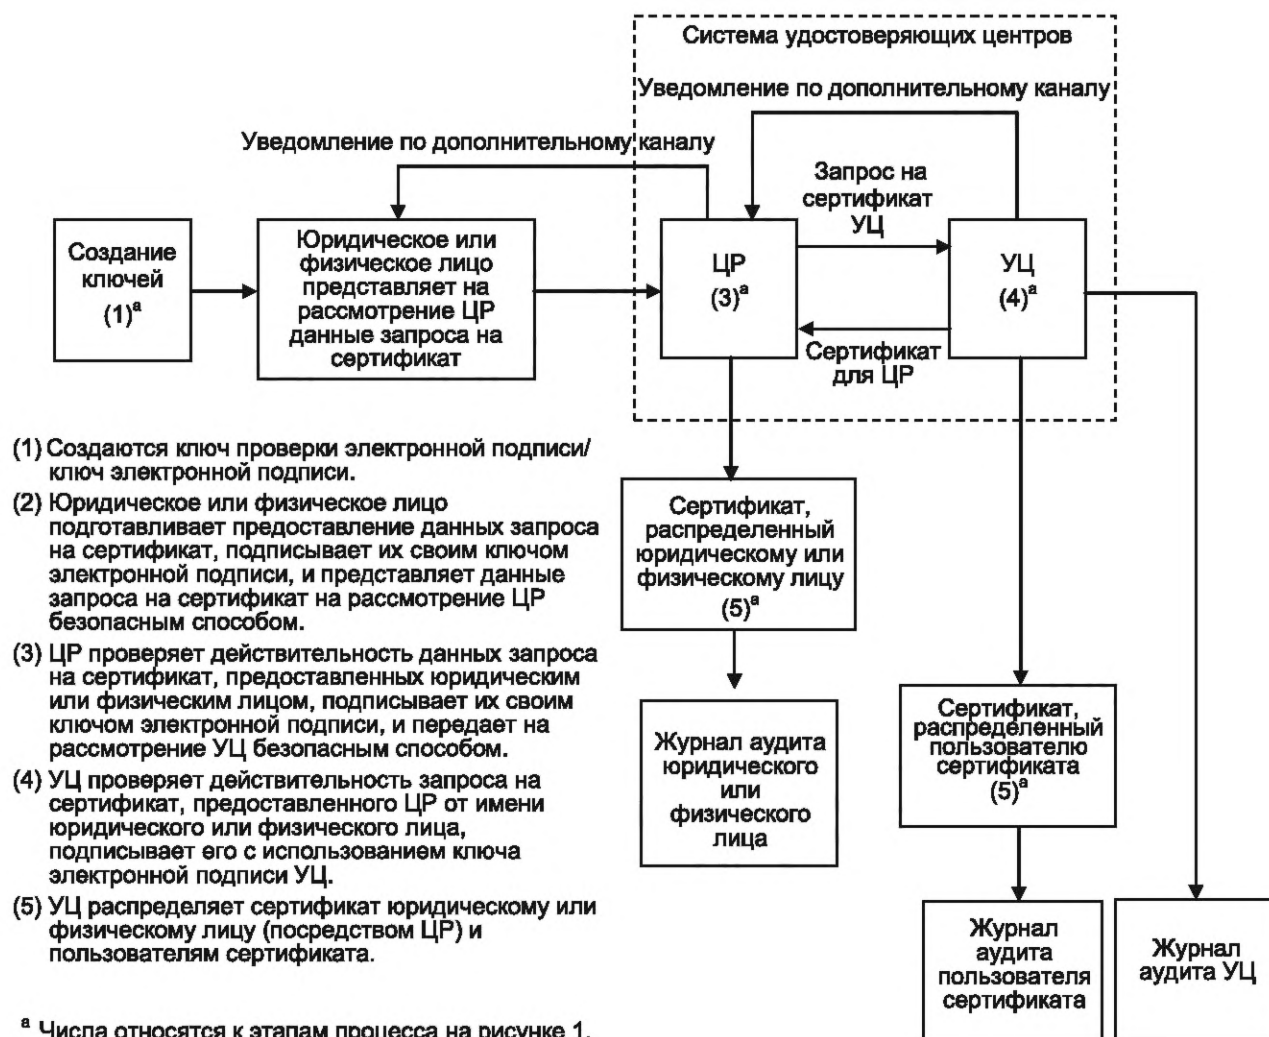 Система удостоверяющих центров
Уведомление по дополнительному каналу
Уведомление по дополнительному каналу
Запрос на
сертификат
УЦ
Создание
ключей
(1)ᵃ
Юридическое или
физическое лицо
представляет на
рассмотрение ЦР
данные запроса на
сертификат
ЦР
(3)ᵃ
УЦ
(4)ᵃ
Сертификат
для ЦР
(1) Создаются ключ проверки электронной подписи/
ключ электронной подписи.
(2) Юридическое или физическое лицо
подготавливает предоставление данных запроса
на сертификат, подписывает их своим ключом
электронной подписи, и представляет данные
запроса на сертификат на рассмотрение ЦР
безопасным способом.
(3) ЦР проверяет действительность данных запроса
на сертификат, предоставленных юридическим
или физическим лицом, подписывает их своим
ключом электронной подписи, и передает на
рассмотрение УЦ безопасным способом.
(4) УЦ проверяет действительность запроса на
сертификат, предоставленного ЦР от имени
юридического или физического лица,
подписывает его с использованием ключа
электронной подписи УЦ.
(5) УЦ распределяет сертификат юридическому или
физическому лицу (посредством ЦР) и
пользователям сертификата.
ᵃ Числа относятся к этапам процесса на рисунке 1.
Сертификат,
распределенный
юридическому или
физическому лицу
(5)ᵃ
Журнал аудита
юридического
или
физического
лица
Сертификат,
распределенный
пользователю
сертификата
(5)ᵃ
Журнал
аудита
пользователя
сертификата
Журнал
аудита УЦ